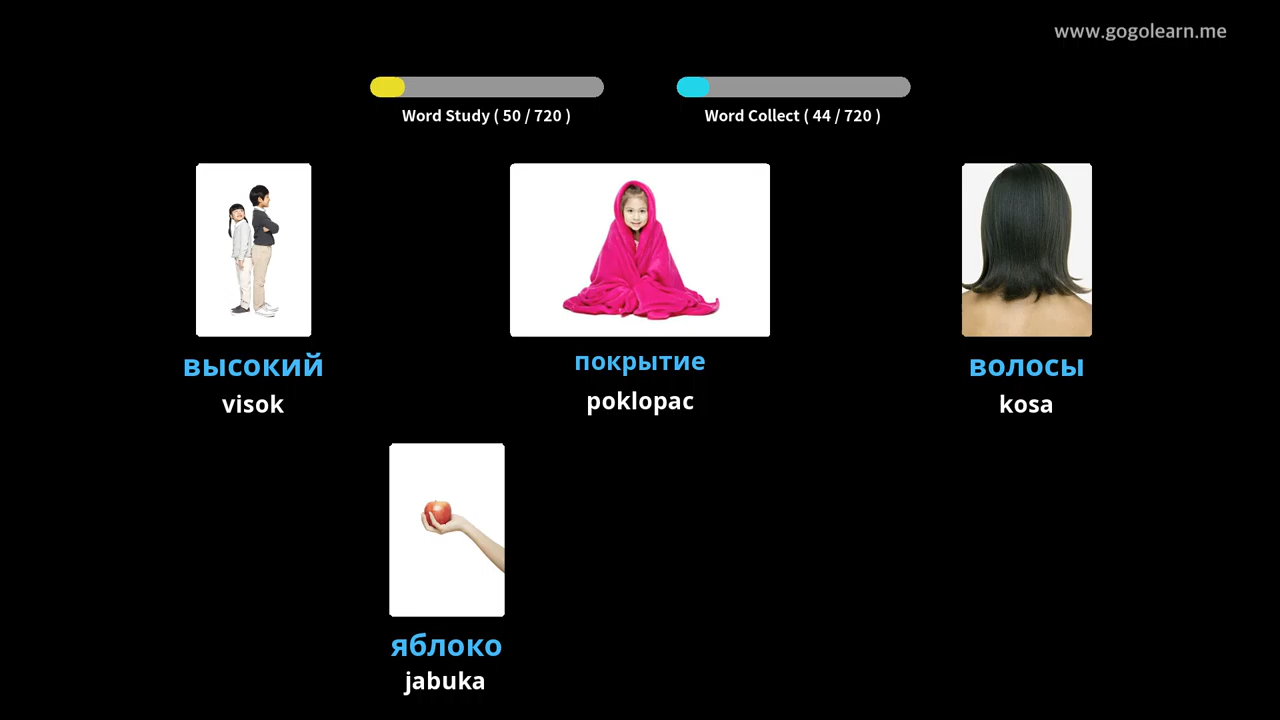 www.gogolearn.me
Word Study ( 50 / 720 )
Word Collect ( 44 / 720 )
высокий
visok
покрытие
poklopac
волосы
kosa
яблоко
jabuka